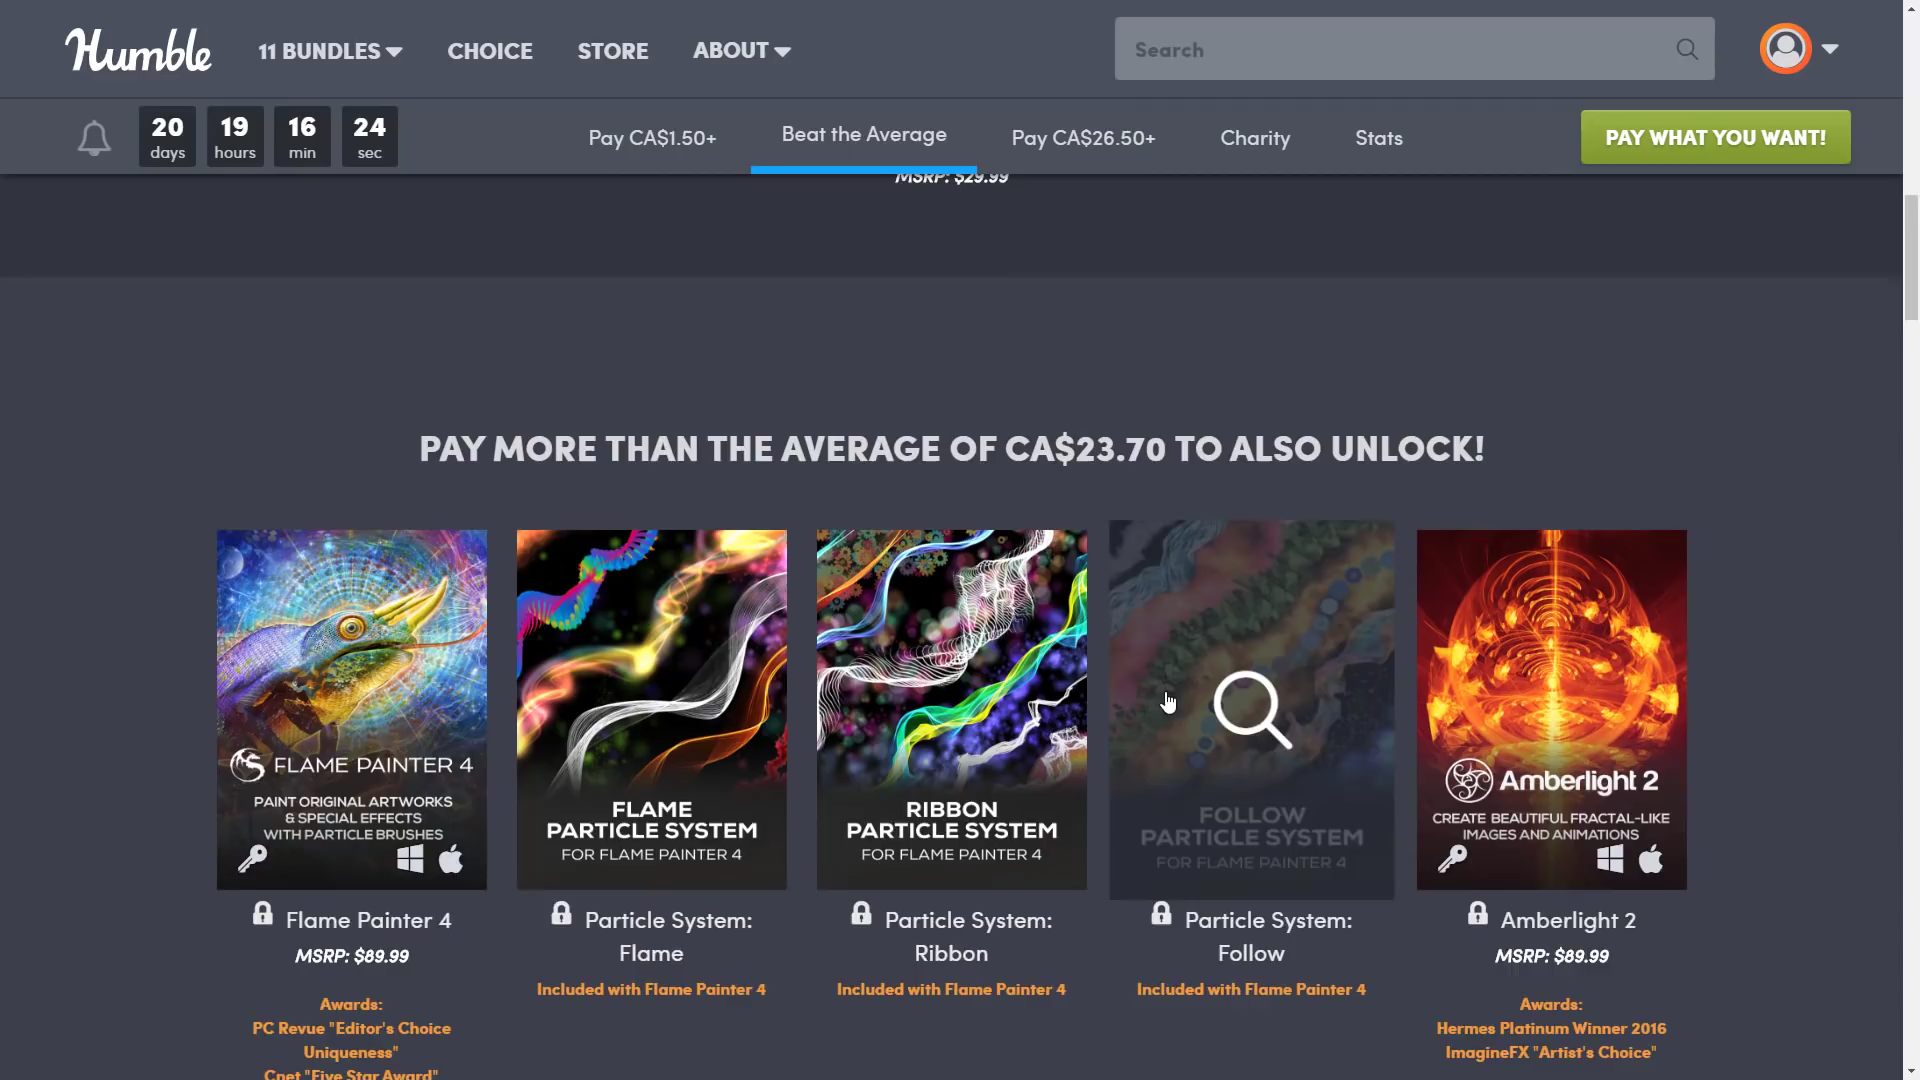 Humble
11 BUNDLES
CHOICE
STORE
ABOUT
Search
20
days
19
hours
16
min
24
sec
Pay CA$1.50+
Beat the Average
Pay CA$26.50+
Charity
Stats
PAY WHAT YOU WANT!
MSRP: $29.99
PAY MORE THAN THE AVERAGE OF CA$23.70 TO ALSO UNLOCK!
FLAME PAINTER 4
PAINT ORIGINAL ARTWORKS
& SPECIAL EFFECTS
WITH PARTICLE BRUSHES
Flame Painter 4
MSRP: $89.99
Awards:
PC Revue "Editor's Choice
Uniqueness"
Cnet "Five Star Award"
FLAME
PARTICLE SYSTEM
FOR FLAME PAINTER 4
Particle System:
Flame
Included with Flame Painter 4
RIBBON
PARTICLE SYSTEM
FOR FLAME PAINTER 4
Particle System:
Ribbon
Included with Flame Painter 4
FOLLOW
PARTICLE SYSTEM
FOR FLAME PAINTER 4
Particle System:
Follow
Included with Flame Painter 4
Amberlight 2
CREATE BEAUTIFUL FRACTAL-LIKE
IMAGES AND ANIMATIONS
Amberlight 2
MSRP: $89.99
Awards:
Hermes Platinum Winner 2016
ImagineFX "Artist's Choice"